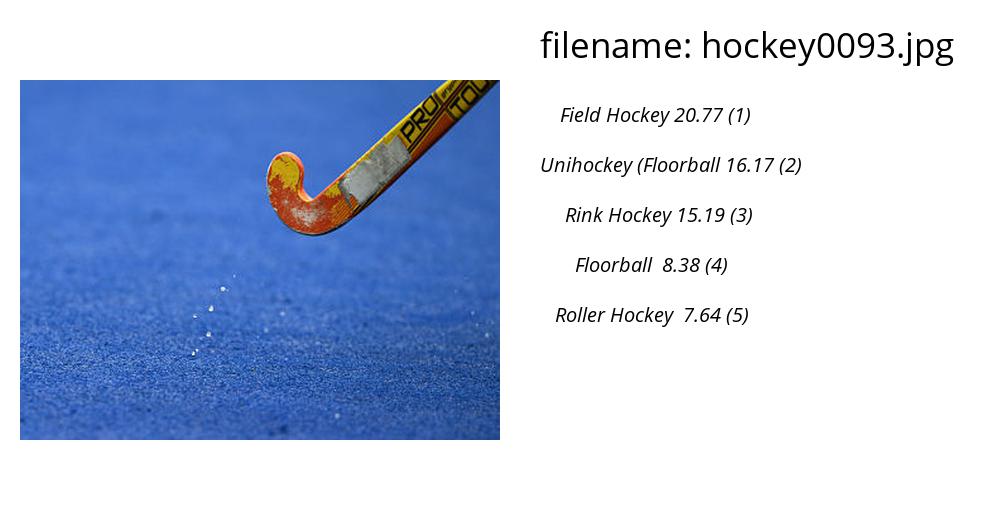 filename: hockey0093.jpg
PRO
TOU
Field Hockey 20.77 (1)
Unihockey (Floorball 16.17 (2)
Rink Hockey 15.19 (3)
Floorball  8.38 (4)
Roller Hockey  7.64 (5)